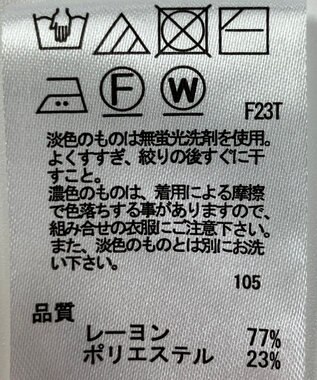 F W
F23T
淡色のものは無蛍光洗剤を使用。
よくすすぎ、絞りの後すぐに干
すこと。
濃色のものは、着用による摩擦
で色落ちする事がありますので、
組み合せの衣服にご注意下さい。
また、淡色のものとは別にお洗
い下さい。
105
品質
レーヨン 77%
ポリエステル 23%